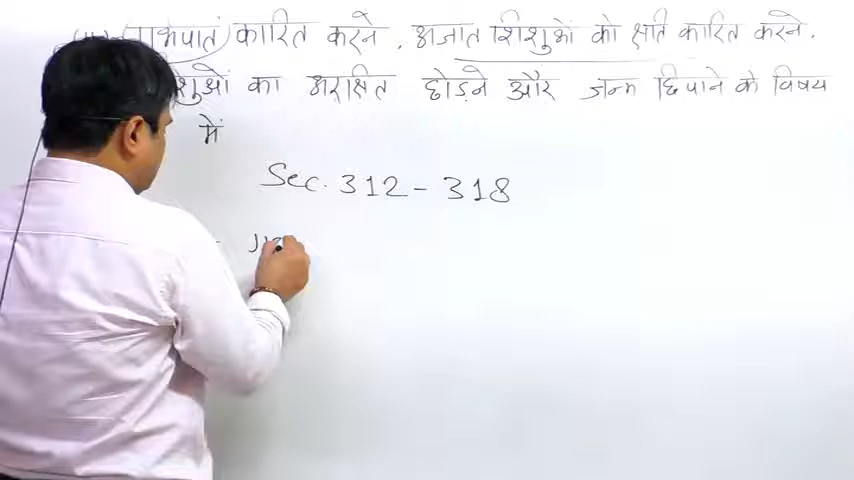 गर्भपात कारित करने, अजात शिशुओं को क्षति कारित करने,
शिशुओं का अरक्षित छोड़ने और जन्म छिपाने के विषय
में
Sec. 312 - 318